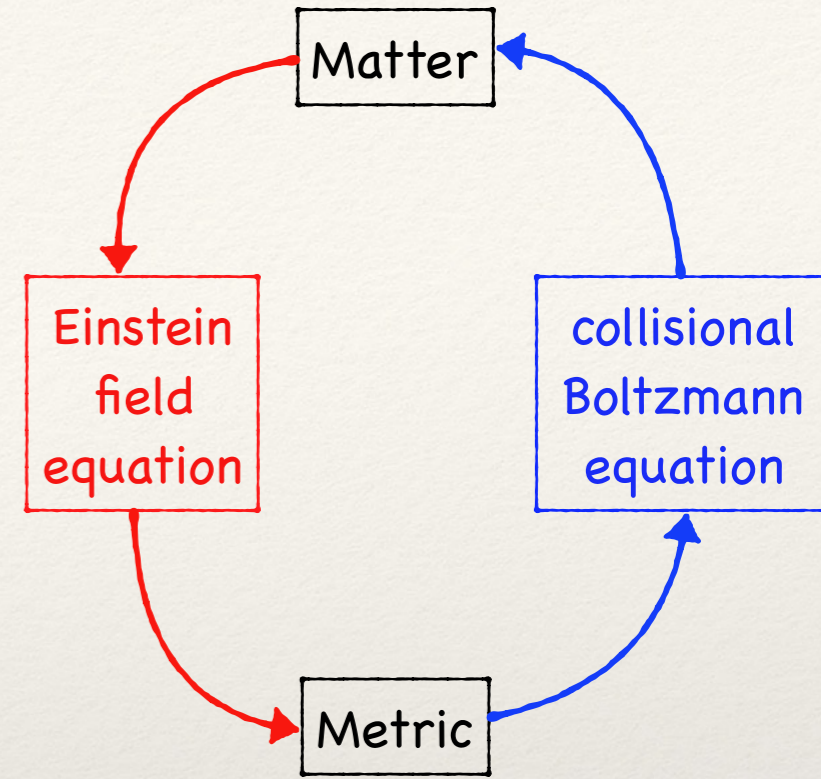 Matter
Einstein
field
equation
collisional
Boltzmann
equation
Metric